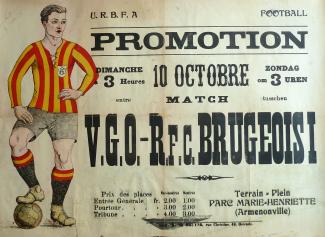 U.R.B.F.A FOOTBALL
PROMOTION
DIMANCHE 10 OCTOBRE ZONDAG
à 3 Heures om 3 UREN
entre MATCH tusschen
V.G.O.-R.F.C. BRUGEOIS I
Prix des places
Entrée Générale fr. 2.00 1.00
Pourtour 3.00 2.00
Tribune 4.00 3.00
Terrain - Plein
PARC MARIE-HENRIETTE
(Armenonville)